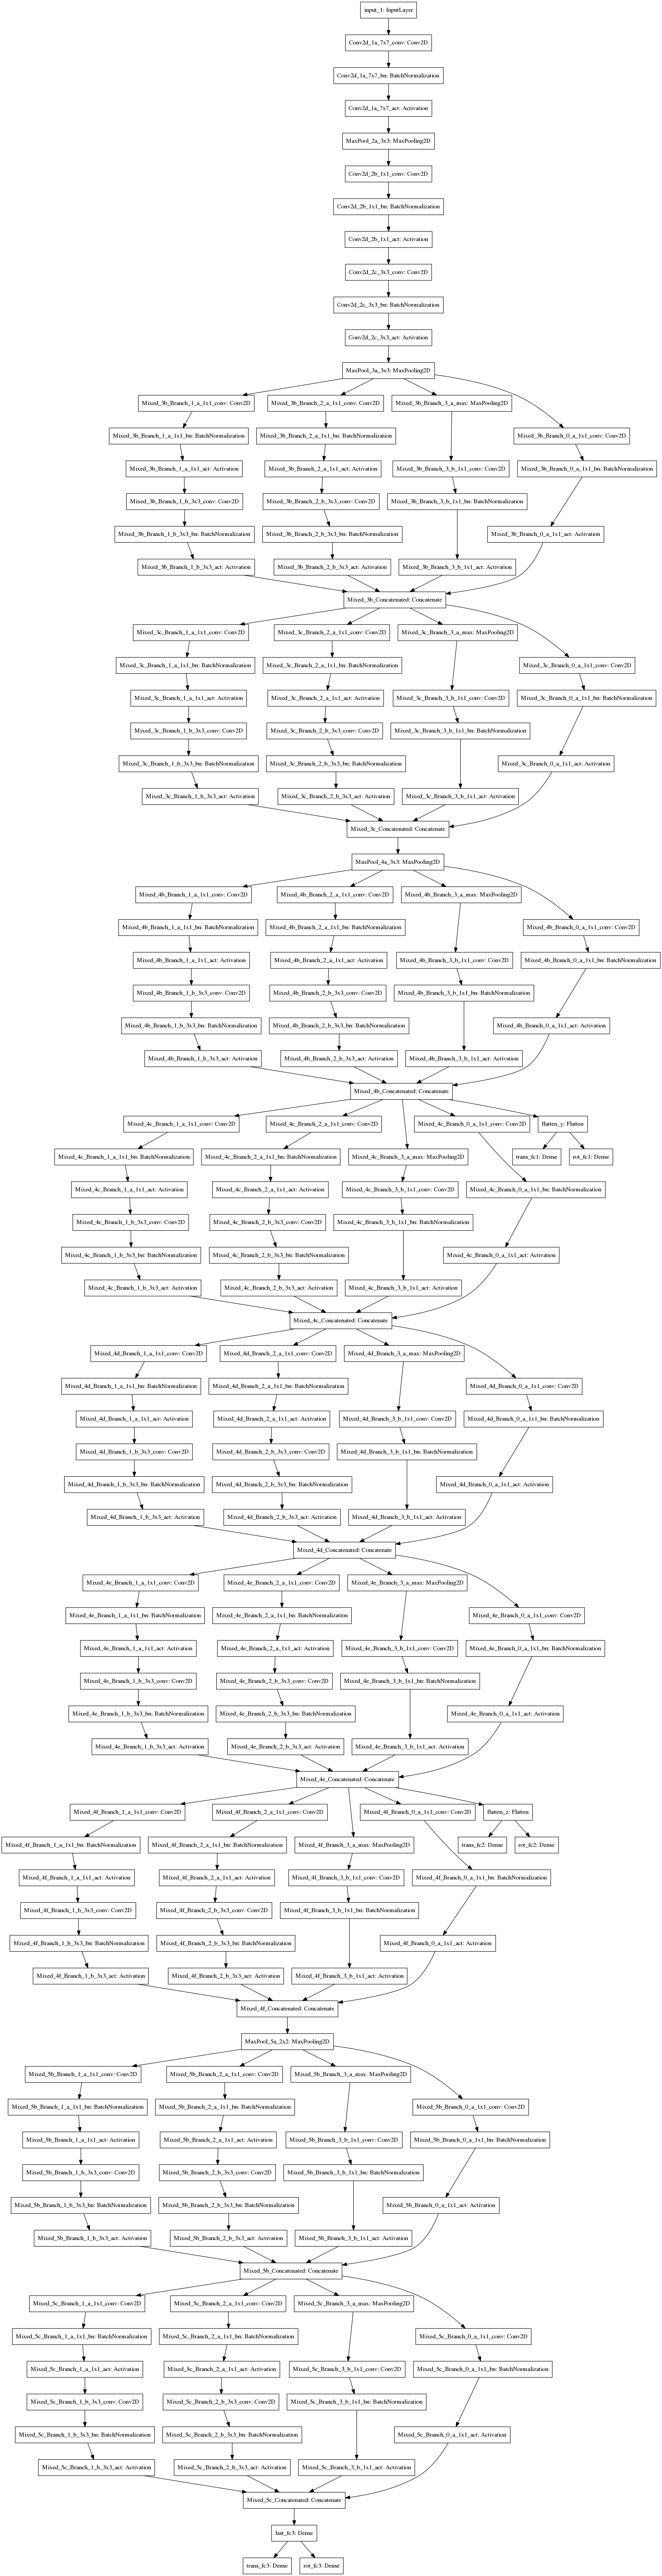 input_1: InputLayer
Conv2d_1a_7x7_conv: Conv2D
Conv2d_1a_7x7_bn: BatchNormalization
Conv2d_1a_7x7_act: Activation
MaxPool_2a_3x3: MaxPooling2D
Conv2d_2b_1x1_conv: Conv2D
Conv2d_2b_1x1_bn: BatchNormalization
Conv2d_2b_1x1_act: Activation
Conv2d_2c_3x3_conv: Conv2D
Conv2d_2c_3x3_bn: BatchNormalization
Conv2d_2c_3x3_act: Activation
MaxPool_3a_3x3: MaxPooling2D
Mixed_3b_Branch_1_a_1x1_conv: Conv2D
Mixed_3b_Branch_2_a_1x1_conv: Conv2D
Mixed_3b_Branch_3_a_max: MaxPooling2D
Mixed_3b_Branch_0_a_1x1_conv: Conv2D
Mixed_3b_Branch_1_a_1x1_bn: BatchNormalization
Mixed_3b_Branch_2_a_1x1_bn: BatchNormalization
Mixed_3b_Branch_1_a_1x1_act: Activation
Mixed_3b_Branch_2_a_1x1_act: Activation
Mixed_3b_Branch_3_b_1x1_conv: Conv2D
Mixed_3b_Branch_0_a_1x1_bn: BatchNormalization
Mixed_3b_Branch_1_b_3x3_conv: Conv2D
Mixed_3b_Branch_2_b_3x3_conv: Conv2D
Mixed_3b_Branch_3_b_1x1_bn: BatchNormalization
Mixed_3b_Branch_1_b_3x3_bn: BatchNormalization
Mixed_3b_Branch_2_b_3x3_bn: BatchNormalization
Mixed_3b_Branch_0_a_1x1_act: Activation
Mixed_3b_Branch_1_b_3x3_act: Activation
Mixed_3b_Branch_2_b_3x3_act: Activation
Mixed_3b_Branch_3_b_1x1_act: Activation
Mixed_3b_Concatenated: Concatenate
Mixed_3c_Branch_1_a_1x1_conv: Conv2D
Mixed_3c_Branch_2_a_1x1_conv: Conv2D
Mixed_3c_Branch_3_a_max: MaxPooling2D
Mixed_3c_Branch_1_a_1x1_bn: BatchNormalization
Mixed_3c_Branch_2_a_1x1_bn: BatchNormalization
Mixed_3c_Branch_0_a_1x1_conv: Conv2D
Mixed_3c_Branch_1_a_1x1_act: Activation
Mixed_3c_Branch_2_a_1x1_act: Activation
Mixed_3c_Branch_3_b_1x1_conv: Conv2D
Mixed_3c_Branch_0_a_1x1_bn: BatchNormalization
Mixed_3c_Branch_1_b_3x3_conv: Conv2D
Mixed_3c_Branch_2_b_3x3_conv: Conv2D
Mixed_3c_Branch_3_b_1x1_bn: BatchNormalization
Mixed_3c_Branch_1_b_3x3_bn: BatchNormalization
Mixed_3c_Branch_2_b_3x3_bn: BatchNormalization
Mixed_3c_Branch_0_a_1x1_act: Activation
Mixed_3c_Branch_1_b_3x3_act: Activation
Mixed_3c_Branch_2_b_3x3_act: Activation
Mixed_3c_Branch_3_b_1x1_act: Activation
Mixed_3c_Concatenated: Concatenate
MaxPool_4a_3x3: MaxPooling2D
Mixed_4b_Branch_1_a_1x1_conv: Conv2D
Mixed_4b_Branch_2_a_1x1_conv: Conv2D
Mixed_4b_Branch_3_a_max: MaxPooling2D
Mixed_4b_Branch_1_a_1x1_bn: BatchNormalization
Mixed_4b_Branch_2_a_1x1_bn: BatchNormalization
Mixed_4b_Branch_0_a_1x1_conv: Conv2D
Mixed_4b_Branch_1_a_1x1_act: Activation
Mixed_4b_Branch_2_a_1x1_act: Activation
Mixed_4b_Branch_3_b_1x1_conv: Conv2D
Mixed_4b_Branch_0_a_1x1_bn: BatchNormalization
Mixed_4b_Branch_1_b_3x3_conv: Conv2D
Mixed_4b_Branch_2_b_3x3_conv: Conv2D
Mixed_4b_Branch_3_b_1x1_bn: BatchNormalization
Mixed_4b_Branch_1_b_3x3_bn: BatchNormalization
Mixed_4b_Branch_2_b_3x3_bn: BatchNormalization
Mixed_4b_Branch_0_a_1x1_act: Activation
Mixed_4b_Branch_1_b_3x3_act: Activation
Mixed_4b_Branch_2_b_3x3_act: Activation
Mixed_4b_Branch_3_b_1x1_act: Activation
Mixed_4b_Concatenated: Concatenate
Mixed_4c_Branch_1_a_1x1_conv: Conv2D
Mixed_4c_Branch_2_a_1x1_conv: Conv2D
Mixed_4c_Branch_0_a_1x1_conv: Conv2D
flatten_y: Flatten
Mixed_4c_Branch_1_a_1x1_bn: BatchNormalization
Mixed_4c_Branch_2_a_1x1_bn: BatchNormalization
Mixed_4c_Branch_3_a_max: MaxPooling2D
trans_fc1: Dense
rot_fc1: Dense
Mixed_4c_Branch_1_a_1x1_act: Activation
Mixed_4c_Branch_2_a_1x1_act: Activation
Mixed_4c_Branch_3_b_1x1_conv: Conv2D
Mixed_4c_Branch_0_a_1x1_bn: BatchNormalization
Mixed_4c_Branch_1_b_3x3_conv: Conv2D
Mixed_4c_Branch_2_b_3x3_conv: Conv2D
Mixed_4c_Branch_3_b_1x1_bn: BatchNormalization
Mixed_4c_Branch_1_b_3x3_bn: BatchNormalization
Mixed_4c_Branch_2_b_3x3_bn: BatchNormalization
Mixed_4c_Branch_0_a_1x1_act: Activation
Mixed_4c_Branch_1_b_3x3_act: Activation
Mixed_4c_Branch_2_b_3x3_act: Activation
Mixed_4c_Branch_3_b_1x1_act: Activation
Mixed_4c_Concatenated: Concatenate
Mixed_4d_Branch_1_a_1x1_conv: Conv2D
Mixed_4d_Branch_2_a_1x1_conv: Conv2D
Mixed_4d_Branch_3_a_max: MaxPooling2D
Mixed_4d_Branch_1_a_1x1_bn: BatchNormalization
Mixed_4d_Branch_2_a_1x1_bn: BatchNormalization
Mixed_4d_Branch_0_a_1x1_conv: Conv2D
Mixed_4d_Branch_1_a_1x1_act: Activation
Mixed_4d_Branch_2_a_1x1_act: Activation
Mixed_4d_Branch_3_b_1x1_conv: Conv2D
Mixed_4d_Branch_0_a_1x1_bn: BatchNormalization
Mixed_4d_Branch_1_b_3x3_conv: Conv2D
Mixed_4d_Branch_2_b_3x3_conv: Conv2D
Mixed_4d_Branch_3_b_1x1_bn: BatchNormalization
Mixed_4d_Branch_1_b_3x3_bn: BatchNormalization
Mixed_4d_Branch_2_b_3x3_bn: BatchNormalization
Mixed_4d_Branch_0_a_1x1_act: Activation
Mixed_4d_Branch_1_b_3x3_act: Activation
Mixed_4d_Branch_2_b_3x3_act: Activation
Mixed_4d_Branch_3_b_1x1_act: Activation
Mixed_4d_Concatenated: Concatenate
Mixed_4e_Branch_1_a_1x1_conv: Conv2D
Mixed_4e_Branch_2_a_1x1_conv: Conv2D
Mixed_4e_Branch_3_a_max: MaxPooling2D
Mixed_4e_Branch_1_a_1x1_bn: BatchNormalization
Mixed_4e_Branch_2_a_1x1_bn: BatchNormalization
Mixed_4e_Branch_0_a_1x1_conv: Conv2D
Mixed_4e_Branch_1_a_1x1_act: Activation
Mixed_4e_Branch_2_a_1x1_act: Activation
Mixed_4e_Branch_3_b_1x1_conv: Conv2D
Mixed_4e_Branch_0_a_1x1_bn: BatchNormalization
Mixed_4e_Branch_1_b_3x3_conv: Conv2D
Mixed_4e_Branch_2_b_3x3_conv: Conv2D
Mixed_4e_Branch_3_b_1x1_bn: BatchNormalization
Mixed_4e_Branch_1_b_3x3_bn: BatchNormalization
Mixed_4e_Branch_2_b_3x3_bn: BatchNormalization
Mixed_4e_Branch_0_a_1x1_act: Activation
Mixed_4e_Branch_1_b_3x3_act: Activation
Mixed_4e_Branch_2_b_3x3_act: Activation
Mixed_4e_Branch_3_b_1x1_act: Activation
Mixed_4e_Concatenated: Concatenate
Mixed_4f_Branch_1_a_1x1_conv: Conv2D
Mixed_4f_Branch_2_a_1x1_conv: Conv2D
Mixed_4f_Branch_0_a_1x1_conv: Conv2D
flatten_z: Flatten
Mixed_4f_Branch_1_a_1x1_bn: BatchNormalization
Mixed_4f_Branch_2_a_1x1_bn: BatchNormalization
Mixed_4f_Branch_3_a_max: MaxPooling2D
trans_fc2: Dense
rot_fc2: Dense
Mixed_4f_Branch_1_a_1x1_act: Activation
Mixed_4f_Branch_2_a_1x1_act: Activation
Mixed_4f_Branch_3_b_1x1_conv: Conv2D
Mixed_4f_Branch_0_a_1x1_bn: BatchNormalization
Mixed_4f_Branch_1_b_3x3_conv: Conv2D
Mixed_4f_Branch_2_b_3x3_conv: Conv2D
Mixed_4f_Branch_3_b_1x1_bn: BatchNormalization
Mixed_4f_Branch_1_b_3x3_bn: BatchNormalization
Mixed_4f_Branch_2_b_3x3_bn: BatchNormalization
Mixed_4f_Branch_0_a_1x1_act: Activation
Mixed_4f_Branch_1_b_3x3_act: Activation
Mixed_4f_Branch_2_b_3x3_act: Activation
Mixed_4f_Branch_3_b_1x1_act: Activation
Mixed_4f_Concatenated: Concatenate
MaxPool_5a_2x2: MaxPooling2D
Mixed_5b_Branch_1_a_1x1_conv: Conv2D
Mixed_5b_Branch_2_a_1x1_conv: Conv2D
Mixed_5b_Branch_3_a_max: MaxPooling2D
Mixed_5b_Branch_1_a_1x1_bn: BatchNormalization
Mixed_5b_Branch_2_a_1x1_bn: BatchNormalization
Mixed_5b_Branch_0_a_1x1_conv: Conv2D
Mixed_5b_Branch_1_a_1x1_act: Activation
Mixed_5b_Branch_2_a_1x1_act: Activation
Mixed_5b_Branch_3_b_1x1_conv: Conv2D
Mixed_5b_Branch_0_a_1x1_bn: BatchNormalization
Mixed_5b_Branch_1_b_3x3_conv: Conv2D
Mixed_5b_Branch_2_b_3x3_conv: Conv2D
Mixed_5b_Branch_3_b_1x1_bn: BatchNormalization
Mixed_5b_Branch_1_b_3x3_bn: BatchNormalization
Mixed_5b_Branch_2_b_3x3_bn: BatchNormalization
Mixed_5b_Branch_0_a_1x1_act: Activation
Mixed_5b_Branch_1_b_3x3_act: Activation
Mixed_5b_Branch_2_b_3x3_act: Activation
Mixed_5b_Branch_3_b_1x1_act: Activation
Mixed_5b_Concatenated: Concatenate
Mixed_5c_Branch_1_a_1x1_conv: Conv2D
Mixed_5c_Branch_2_a_1x1_conv: Conv2D
Mixed_5c_Branch_3_a_max: MaxPooling2D
Mixed_5c_Branch_1_a_1x1_bn: BatchNormalization
Mixed_5c_Branch_2_a_1x1_bn: BatchNormalization
Mixed_5c_Branch_0_a_1x1_conv: Conv2D
Mixed_5c_Branch_1_a_1x1_act: Activation
Mixed_5c_Branch_2_a_1x1_act: Activation
Mixed_5c_Branch_3_b_1x1_conv: Conv2D
Mixed_5c_Branch_0_a_1x1_bn: BatchNormalization
Mixed_5c_Branch_1_b_3x3_conv: Conv2D
Mixed_5c_Branch_2_b_3x3_conv: Conv2D
Mixed_5c_Branch_3_b_1x1_bn: BatchNormalization
Mixed_5c_Branch_1_b_3x3_bn: BatchNormalization
Mixed_5c_Branch_2_b_3x3_bn: BatchNormalization
Mixed_5c_Branch_0_a_1x1_act: Activation
Mixed_5c_Branch_1_b_3x3_act: Activation
Mixed_5c_Branch_2_b_3x3_act: Activation
Mixed_5c_Branch_3_b_1x1_act: Activation
Mixed_5c_Concatenated: Concatenate
last_fc3: Dense
trans_fc3: Dense
rot_fc3: Dense